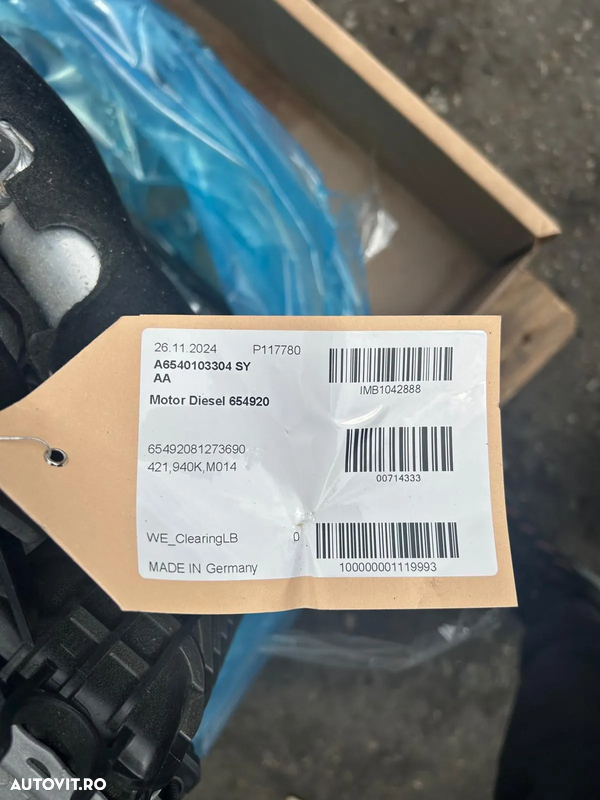 26.11.2024 P117780
A6540103304 SY
AA
IMB1042888
Motor Diesel 654920
65492081273690
421,940K,M014
00714333
WE_ClearingLB 0
MADE IN Germany
100000001119993
AUTOVIT.RO